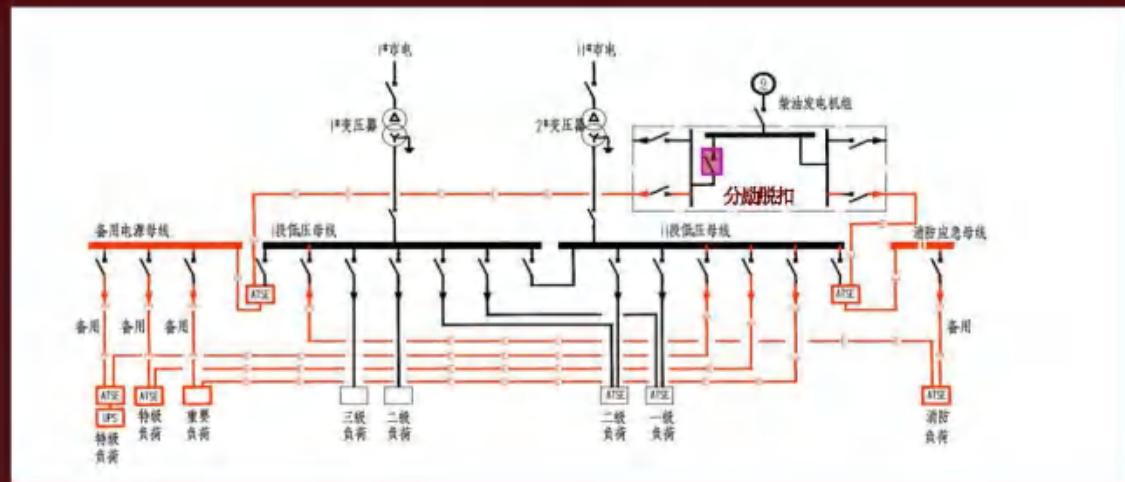 1#市电
11#市电
G
柴油发电机组
1#变压器
2#变压器
分励脱扣
备用电源母线
I段低压母线
II段低压母线
消防应急母线
ATSE
ATSE
备用
备用
备用
备用
ATSE
ATSE
ATSE
ATSE
ATSE
UPS
特级
负荷
特级
负荷
重要
负荷
三级
负荷
二级
负荷
二级
负荷
一级
负荷
消防
负荷